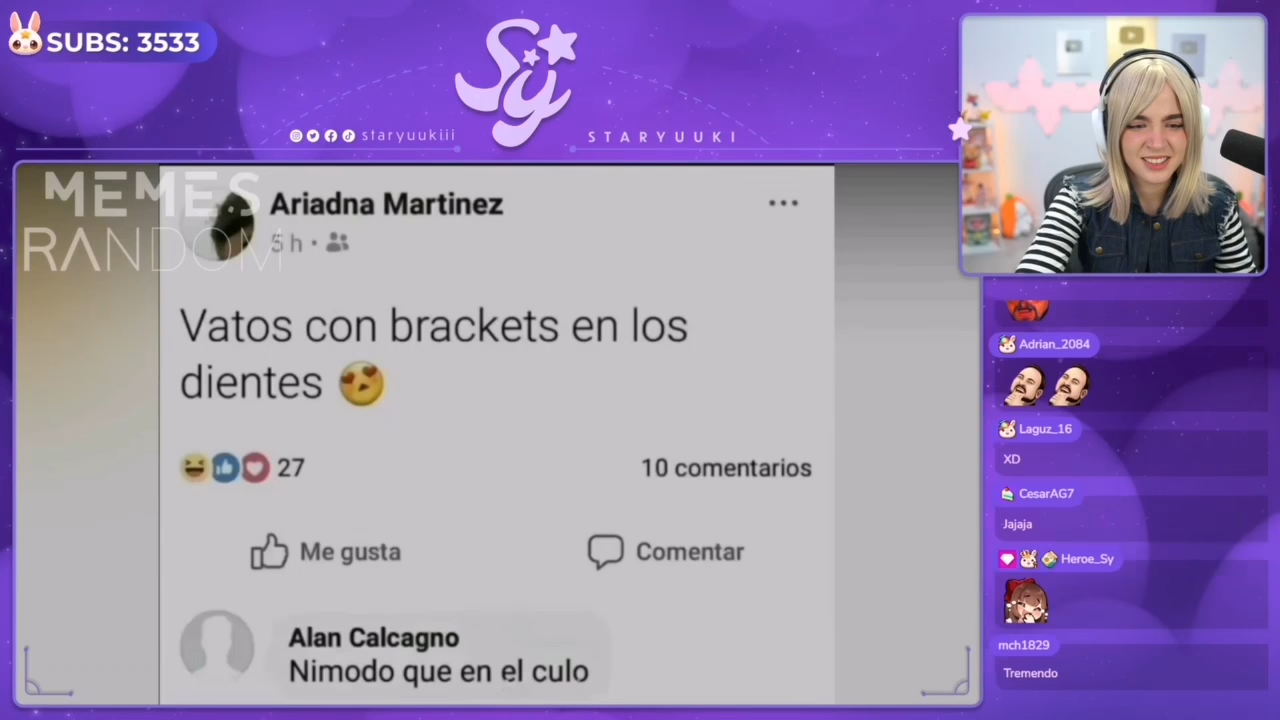 SUBS: 3533
Sy
staryuukiii
STARYUUKI
MEMES
RANDOM
Ariadna Martinez
5 h
Vatos con brackets en los
dientes
27
10 comentarios
Me gusta
Comentar
Alan Calcagno
Nimodo que en el culo
Adrian_2084
Laguz_16
XD
CesarAG7
Jajaja
Heroe_Sy
mch1829
Tremendo